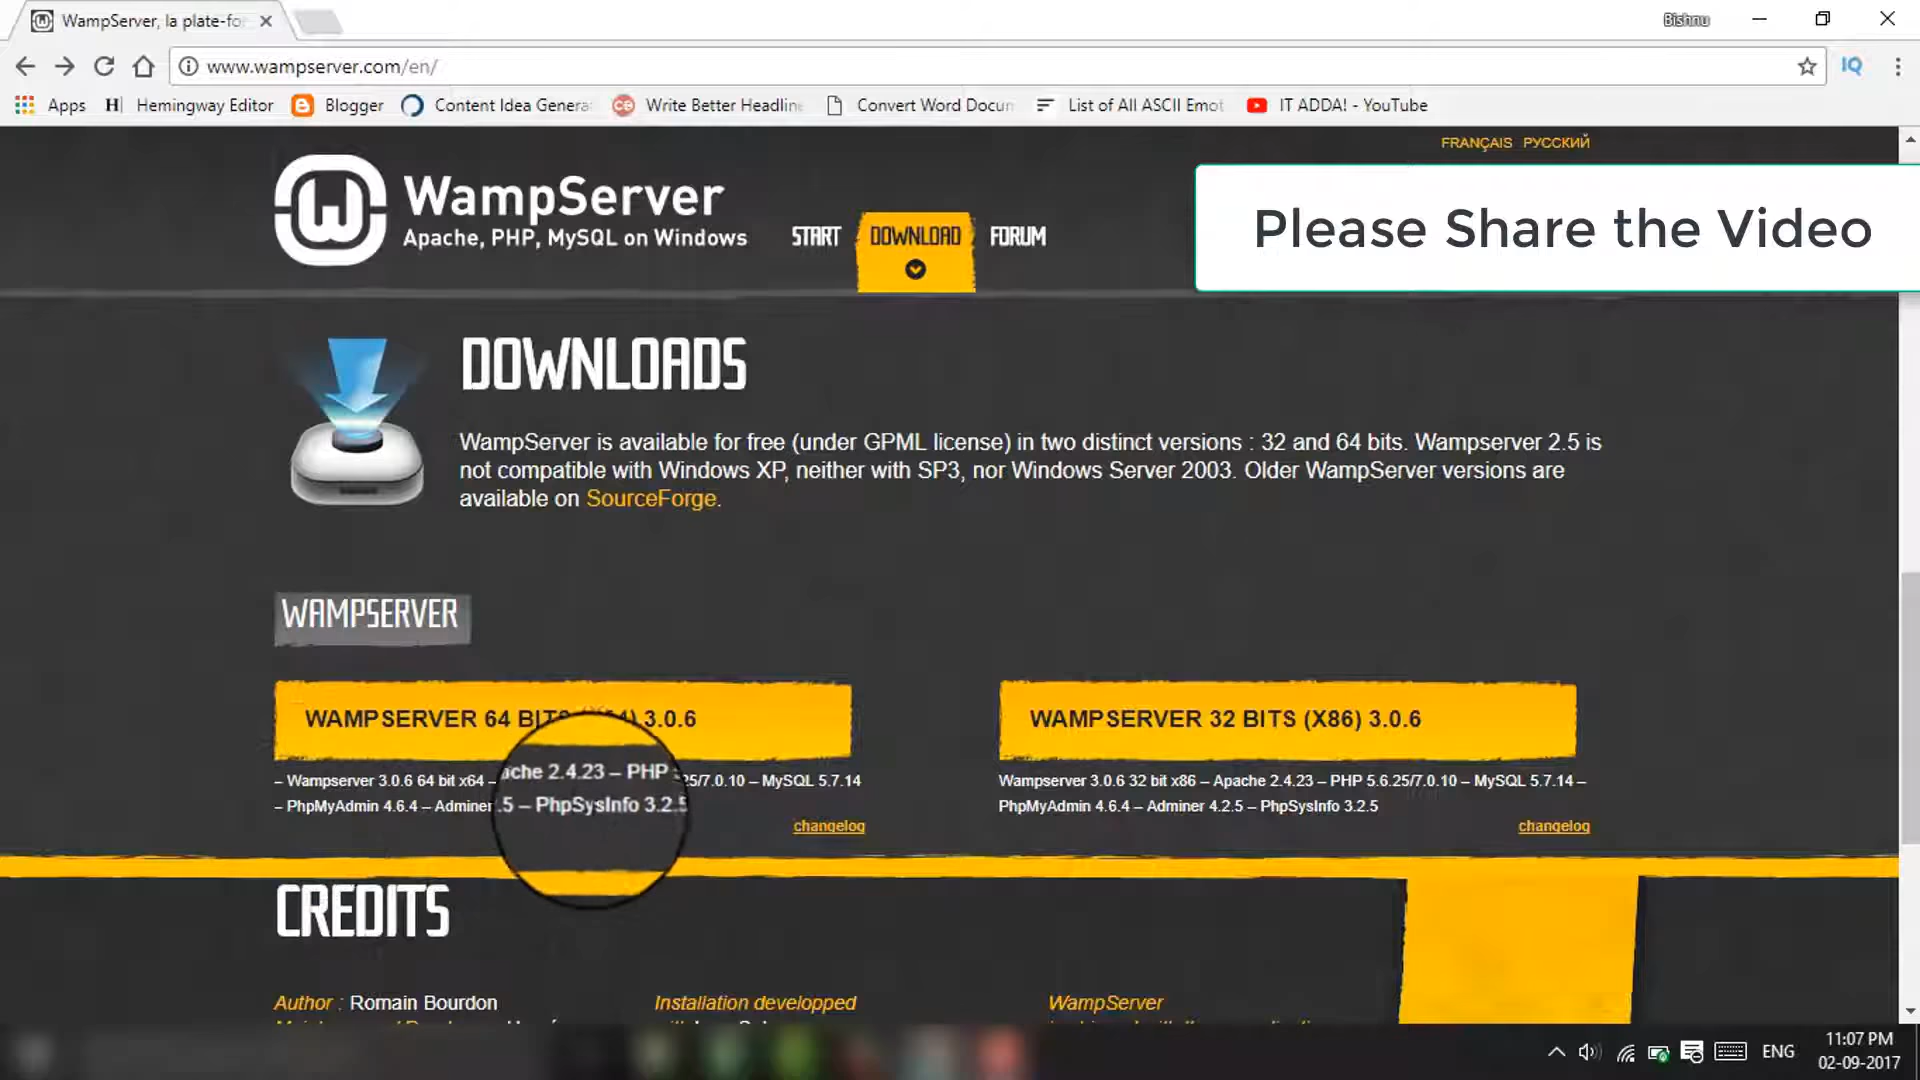 WampServer, la plate-fo
Bishnu
www.wampserver.com/en/
IQ
Apps
Hemingway Editor
Blogger
Content Idea Genera
Write Better Headlin
Convert Word Docun
List of All ASCII Emot
IT ADDA! - YouTube
FRANÇAIS РУССКИЙ
WampServer
Apache, PHP, MySQL on Windows
START
DOWNLOAD
FORUM
Please Share the Video
DOWNLOADS
WampServer is available for free (under GPML license) in two distinct versions : 32 and 64 bits. Wampserver 2.5 is
not compatible with Windows XP, neither with SP3, nor Windows Server 2003. Older WampServer versions are
available on SourceForge.
WAMPSERVER
WAMPSERVER 64 BITS 3.0.6
– Wampserver 3.0.6 64 bit x64 – ache 2.4.23 – PHP 25/7.0.10 – MySQL 5.7.14
– PhpMyAdmin 4.6.4 – Adminer .5 – PhpSysInfo 3.2.5
changelog
WAMPSERVER 32 BITS (X86) 3.0.6
Wampserver 3.0.6 32 bit x86 – Apache 2.4.23 – PHP 5.6.25/7.0.10 – MySQL 5.7.14 –
PhpMyAdmin 4.6.4 – Adminer 4.2.5 – PhpSysInfo 3.2.5
changelog
CREDITS
Author : Romain Bourdon
Installation developped
WampServer
ENG
11:07 PM
02-09-2017